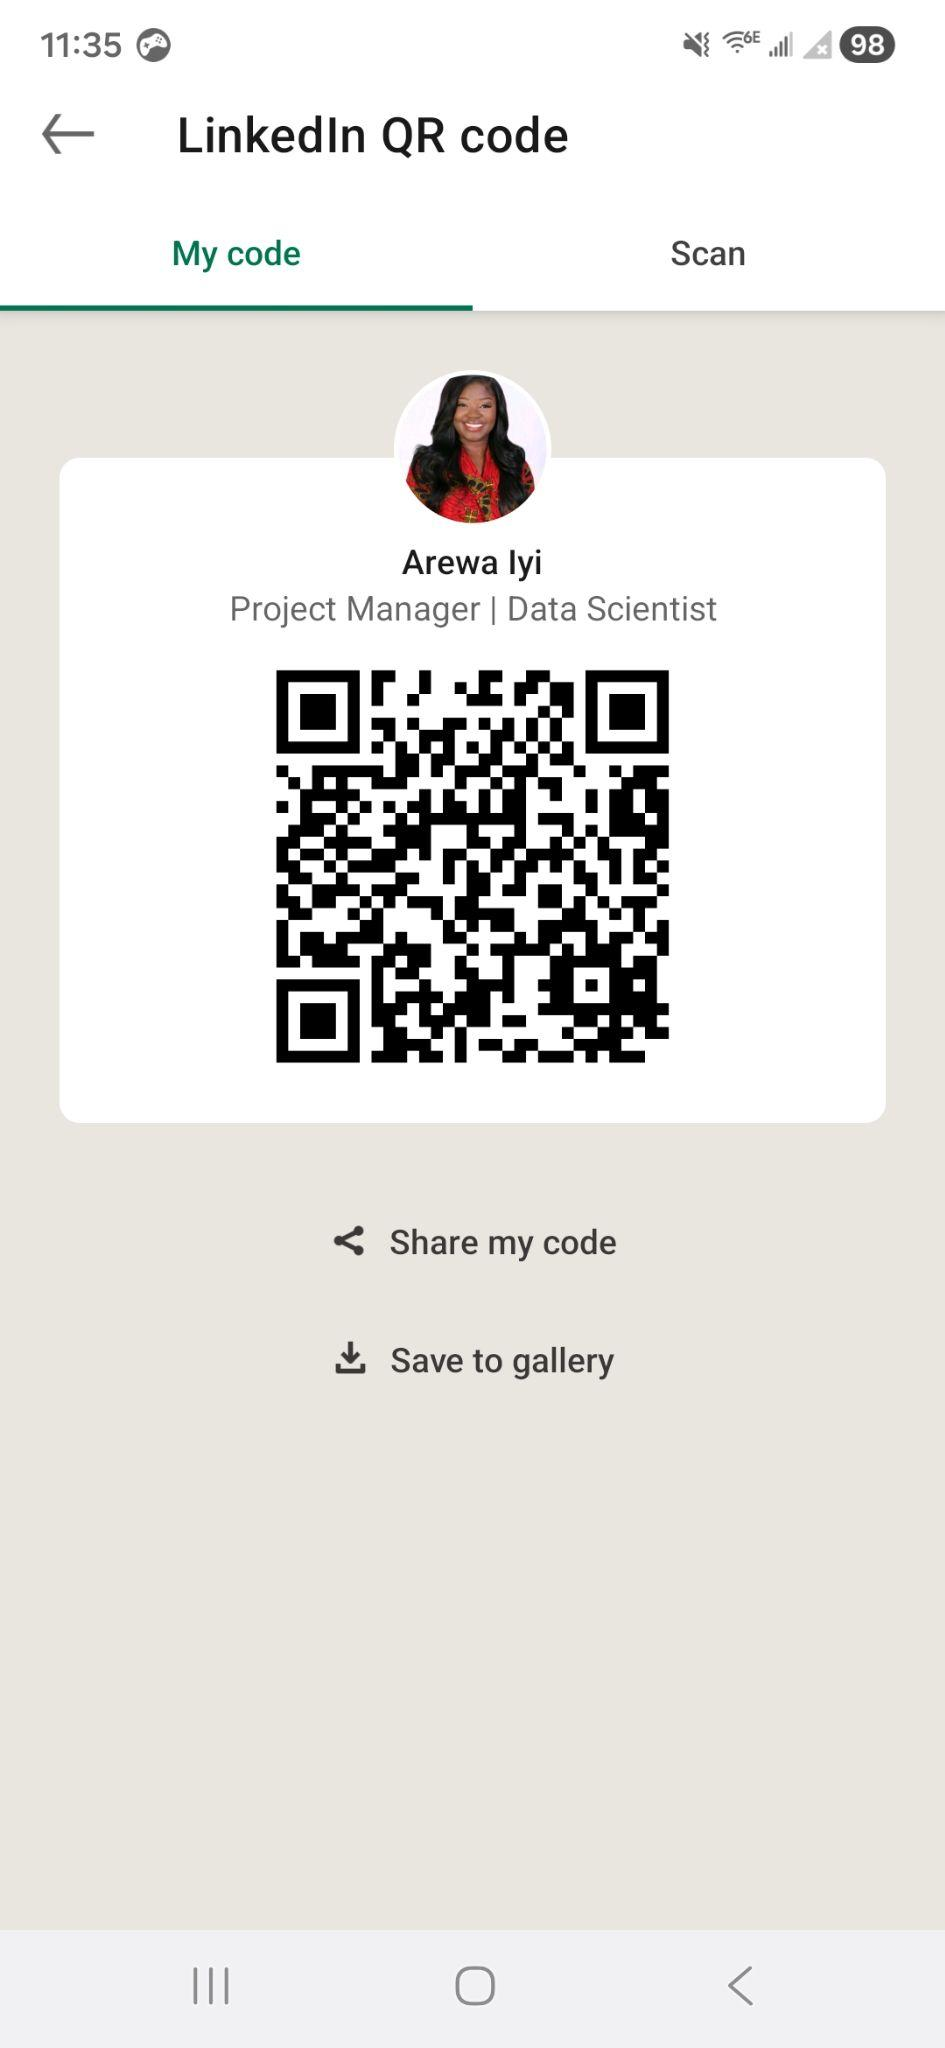 11:35
6E
98
LinkedIn QR code
My code
Scan
Arewa Iyi
Project Manager | Data Scientist
Share my code
Save to gallery